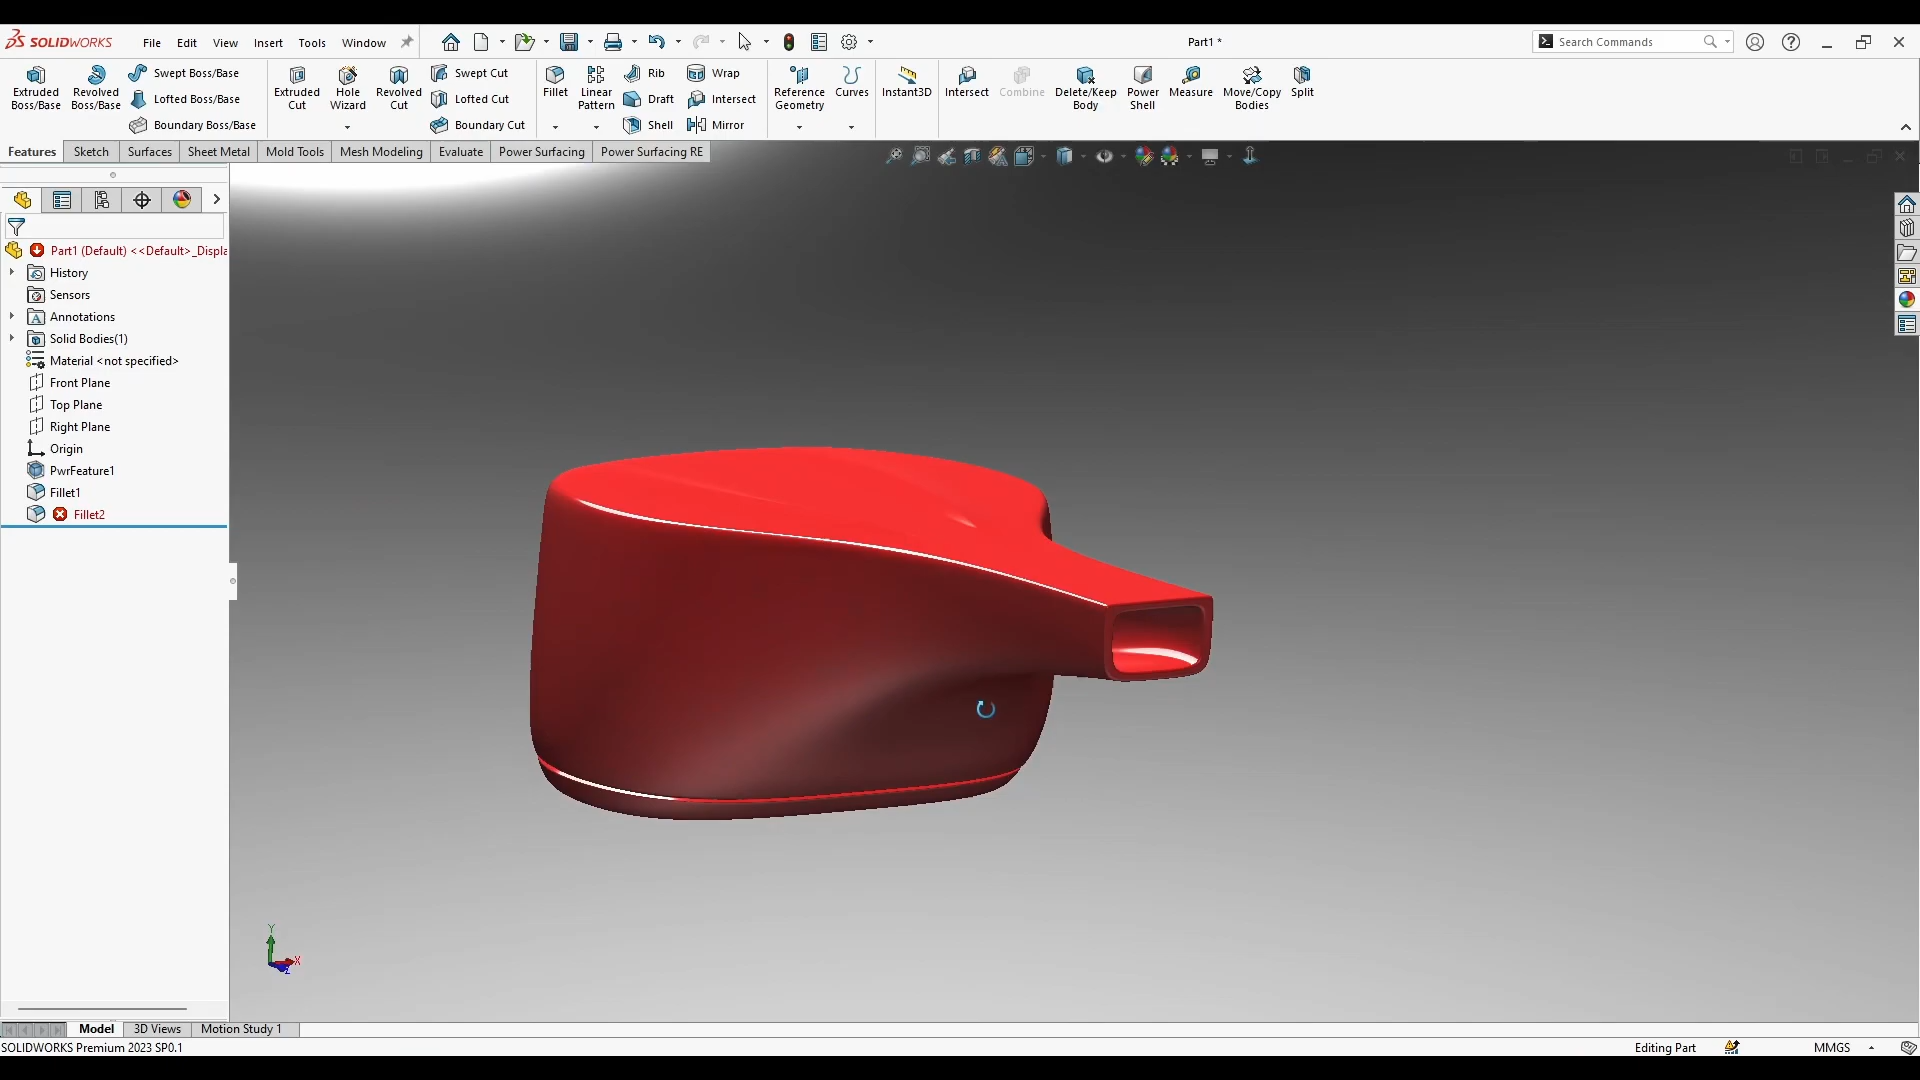 SOLIDWORKS File Edit View Insert Tools Window Part1 * Search Commands
Extruded Boss/Base
Revolved Boss/Base
Swept Boss/Base
Lofted Boss/Base
Boundary Boss/Base
Extruded Cut
Hole Wizard
Revolved Cut
Swept Cut
Lofted Cut
Boundary Cut
Fillet
Linear Pattern
Rib
Draft
Shell
Wrap
Intersect
Mirror
Reference Geometry
Curves
Instant3D
Intersect
Combine
Delete/Keep Body
Power Shell
Measure
Move/Copy Bodies
Split
Features Sketch Surfaces Sheet Metal Mold Tools Mesh Modeling Evaluate Power Surfacing Power Surfacing RE
Part1 (Default) <<Default>_Displa
History
Sensors
Annotations
Solid Bodies(1)
Material <not specified>
Front Plane
Top Plane
Right Plane
Origin
PwrFeature1
Fillet1
Fillet2
Y
X
Z
Model 3D Views Motion Study 1
SOLIDWORKS Premium 2023 SP0.1 Editing Part MMGS